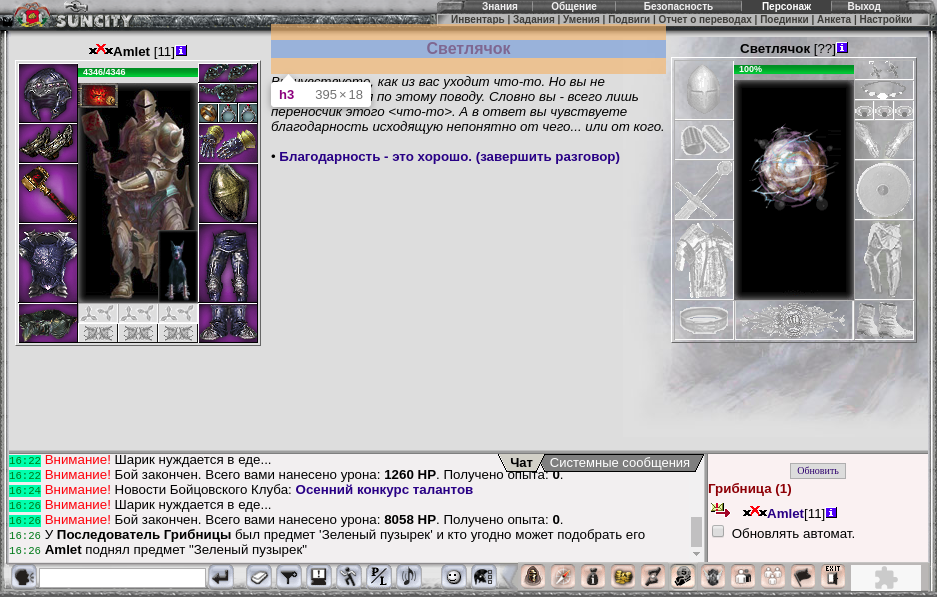 SUNCITY
Знания Общение Безопасность Персонаж Выход
Инвентарь | Задания | Умения | Подвиги | Отчет о переводах | Поединки | Анкета | Настройки
Amlet [11]
4346/4346
Светлячок
h3 395 × 18
чувствуете, как из вас уходит что-то. Но вы не
по этому поводу. Словно вы - всего лишь
переносчик этого <что-то>. А в ответ вы чувствуете
благодарность исходящую непонятно от чего... или от кого.
• Благодарность - это хорошо. (завершить разговор)
Светлячок [??]
100%
Чат Системные сообщения
16:22 Внимание! Шарик нуждается в еде...
16:22 Внимание! Бой закончен. Всего вами нанесено урона: 1260 HP. Получено опыта: 0.
16:24 Внимание! Новости Бойцовского Клуба: Осенний конкурс талантов
16:26 Внимание! Шарик нуждается в еде...
16:26 Внимание! Бой закончен. Всего вами нанесено урона: 8058 HP. Получено опыта: 0.
16:26 У Последователь Грибницы был предмет 'Зеленый пузырек' и кто угодно может подобрать его
16:26 Amlet поднял предмет "Зеленый пузырек"
Обновить
Грибница (1)
Amlet[11]
Обновлять автомат.
P/L
EXIT